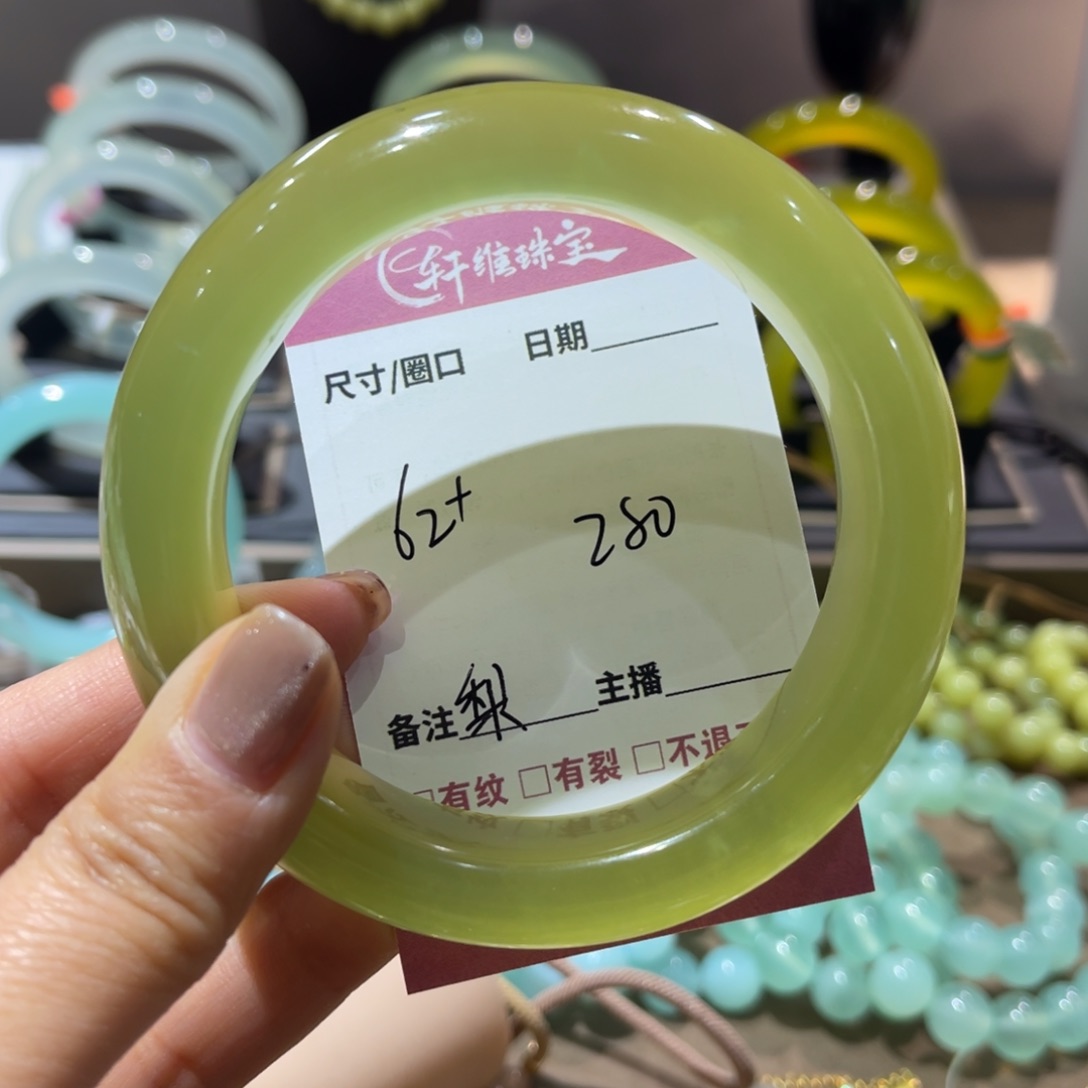 轩维珠宝
尺寸/圈口 日期
62+ 280
备注梨 主播
□有纹 □有裂 □不退